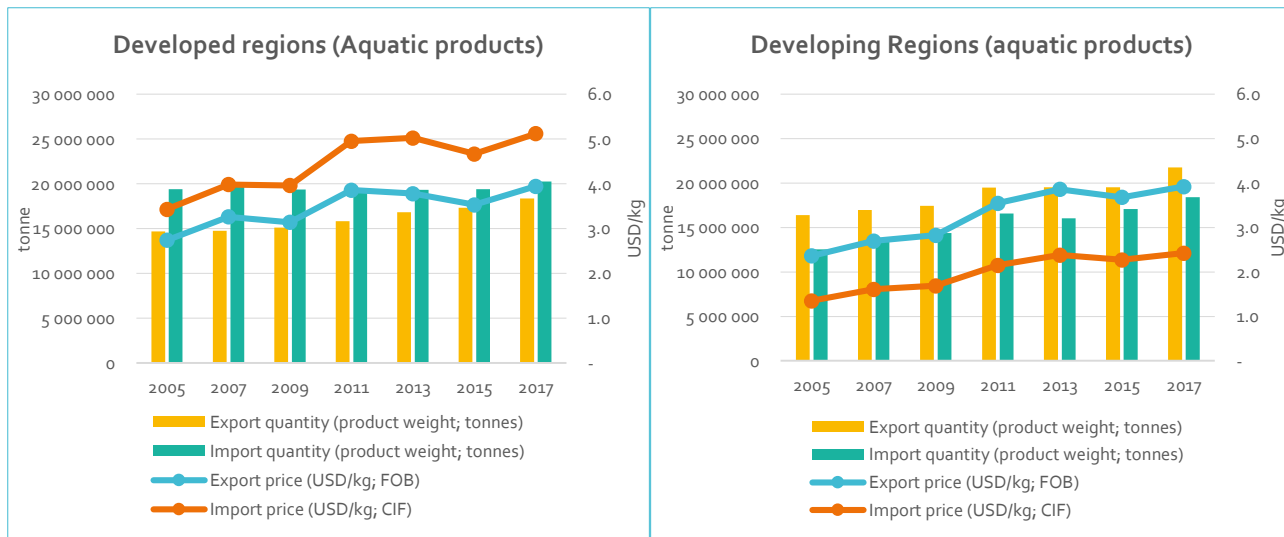 Developed regions (Aquatic products)
30 000 000
25 000 000
20 000 000
15 000 000
10 000 000
5 000 000
0
tonne
6.0
5.0
4.0
3.0
2.0
1.0
-
USD/kg
2005 2007 2009 2011 2013 2015 2017
Export quantity (product weight; tonnes)
Import quantity (product weight; tonnes)
Export price (USD/kg; FOB)
Import price (USD/kg; CIF)
Developing Regions (aquatic products)
30 000 000
25 000 000
20 000 000
15 000 000
10 000 000
5 000 000
0
tonne
6.0
5.0
4.0
3.0
2.0
1.0
-
USD/kg
2005 2007 2009 2011 2013 2015 2017
Export quantity (product weight; tonnes)
Import quantity (product weight; tonnes)
Export price (USD/kg; FOB)
Import price (USD/kg; CIF)